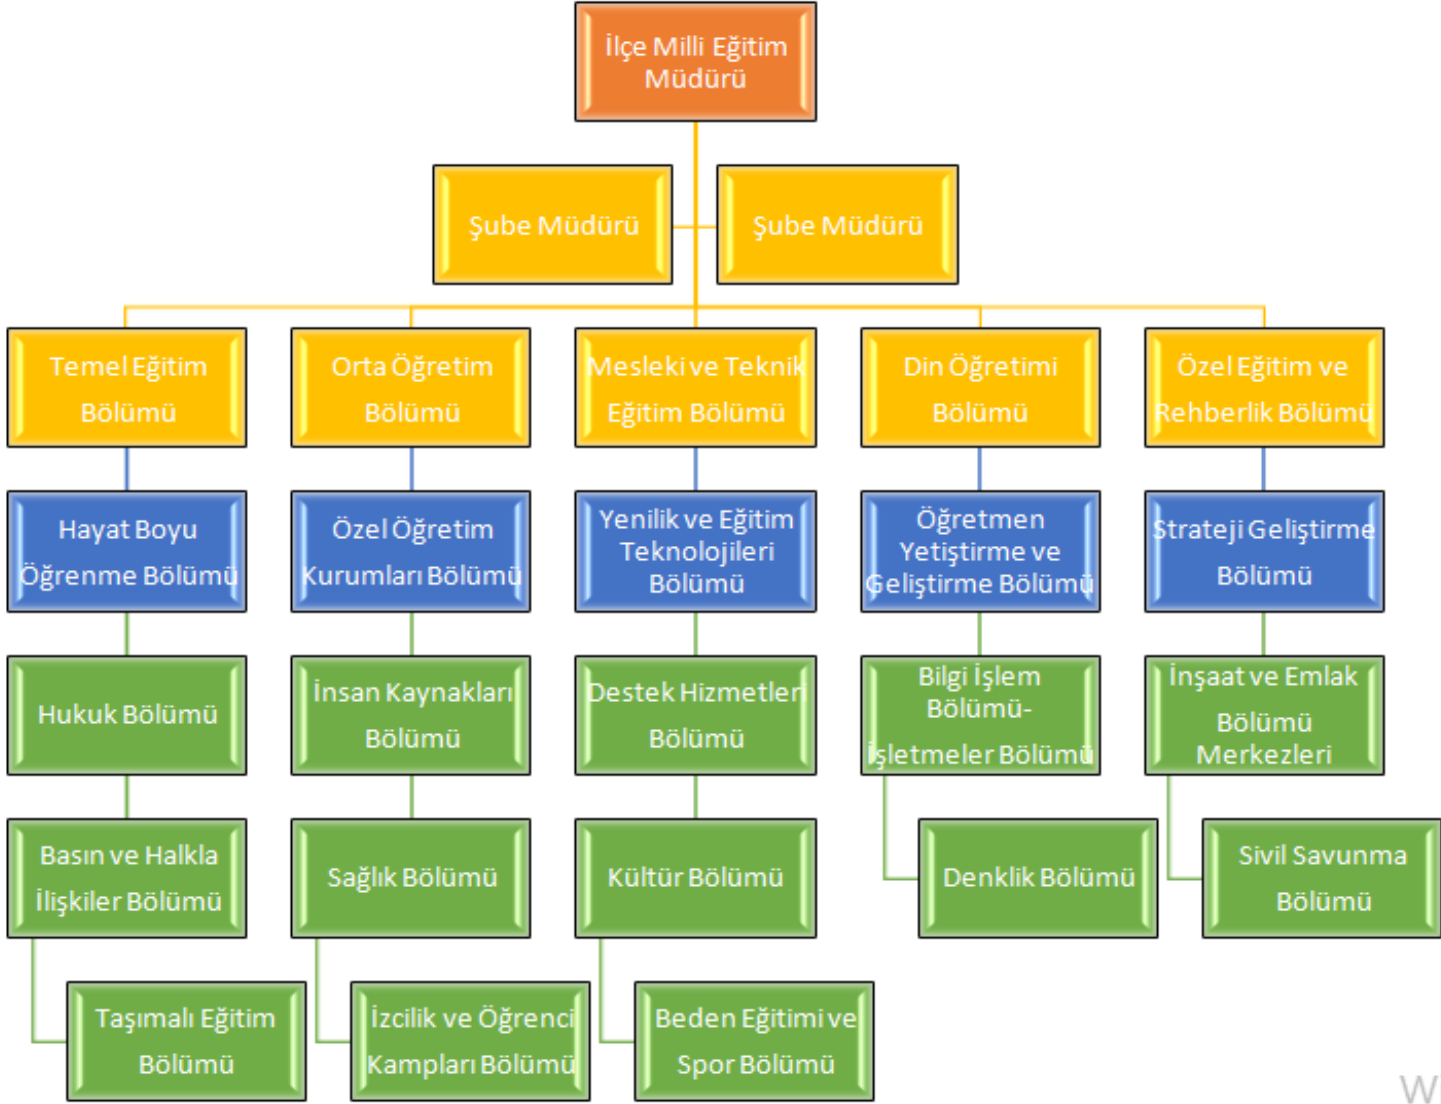 İlçe Milli Eğitim
Müdürü
Şube Müdürü
Şube Müdürü
Temel Eğitim
Bölümü
Orta Öğretim
Bölümü
Mesleki ve Teknik
Eğitim Bölümü
Din Öğretimi
Bölümü
Özel Eğitim ve
Rehberlik Bölümü
Hayat Boyu
Öğrenme Bölümü
Özel Öğretim
Kurumları Bölümü
Yenilik ve Eğitim
Teknolojileri
Bölümü
Öğretmen
Yetiştirme ve
Geliştirme Bölümü
Strateji Geliştirme
Bölümü
Hukuk Bölümü
İnsan Kaynakları
Bölümü
Destek Hizmetleri
Bölümü
Bilgi İşlem
Bölümü-
İşletmeler Bölümü
İnşaat ve Emlak
Bölümü
Merkezleri
Basın ve Halkla
İlişkiler Bölümü
Sağlık Bölümü
Kültür Bölümü
Denklik Bölümü
Sivil Savunma
Bölümü
Taşımalı Eğitim
Bölümü
İzcilik ve Öğrenci
Kampları Bölümü
Beden Eğitimi ve
Spor Bölümü